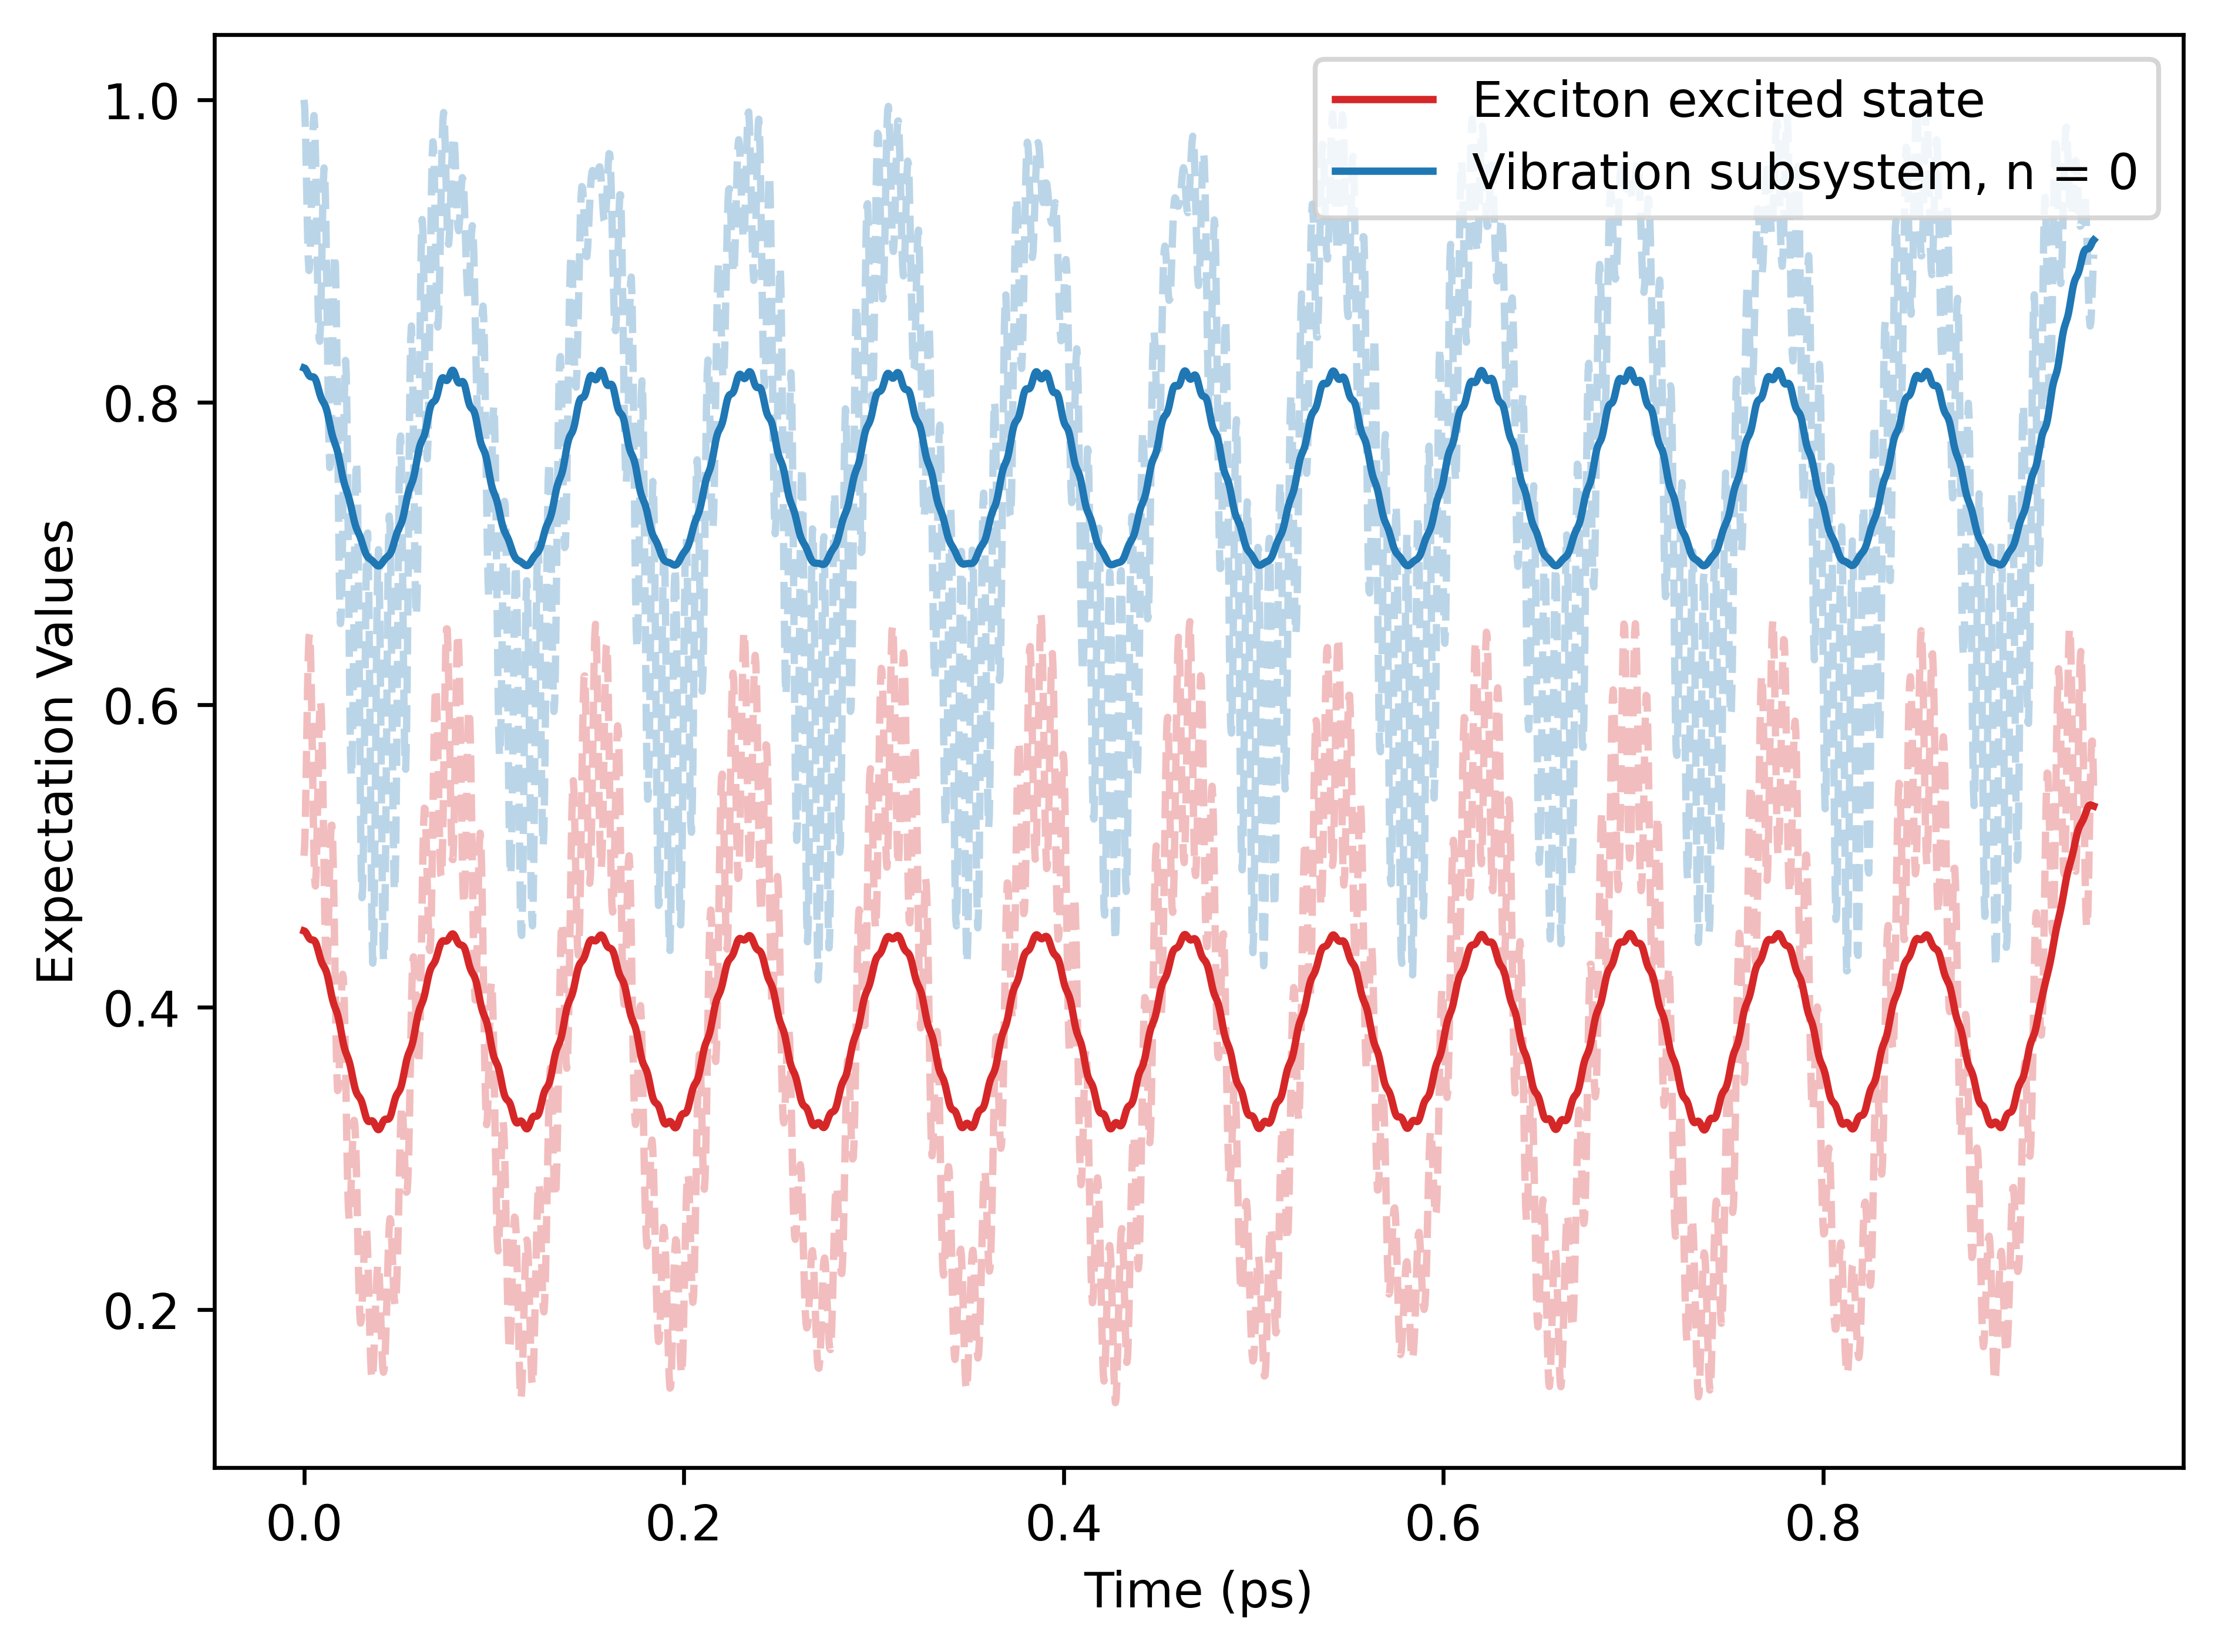 Exciton excited state
Vibration subsystem, n = 0
Expectation Values
1.0
0.8
0.6
0.4
0.2
0.0 0.2 0.4 0.6 0.8
Time (ps)